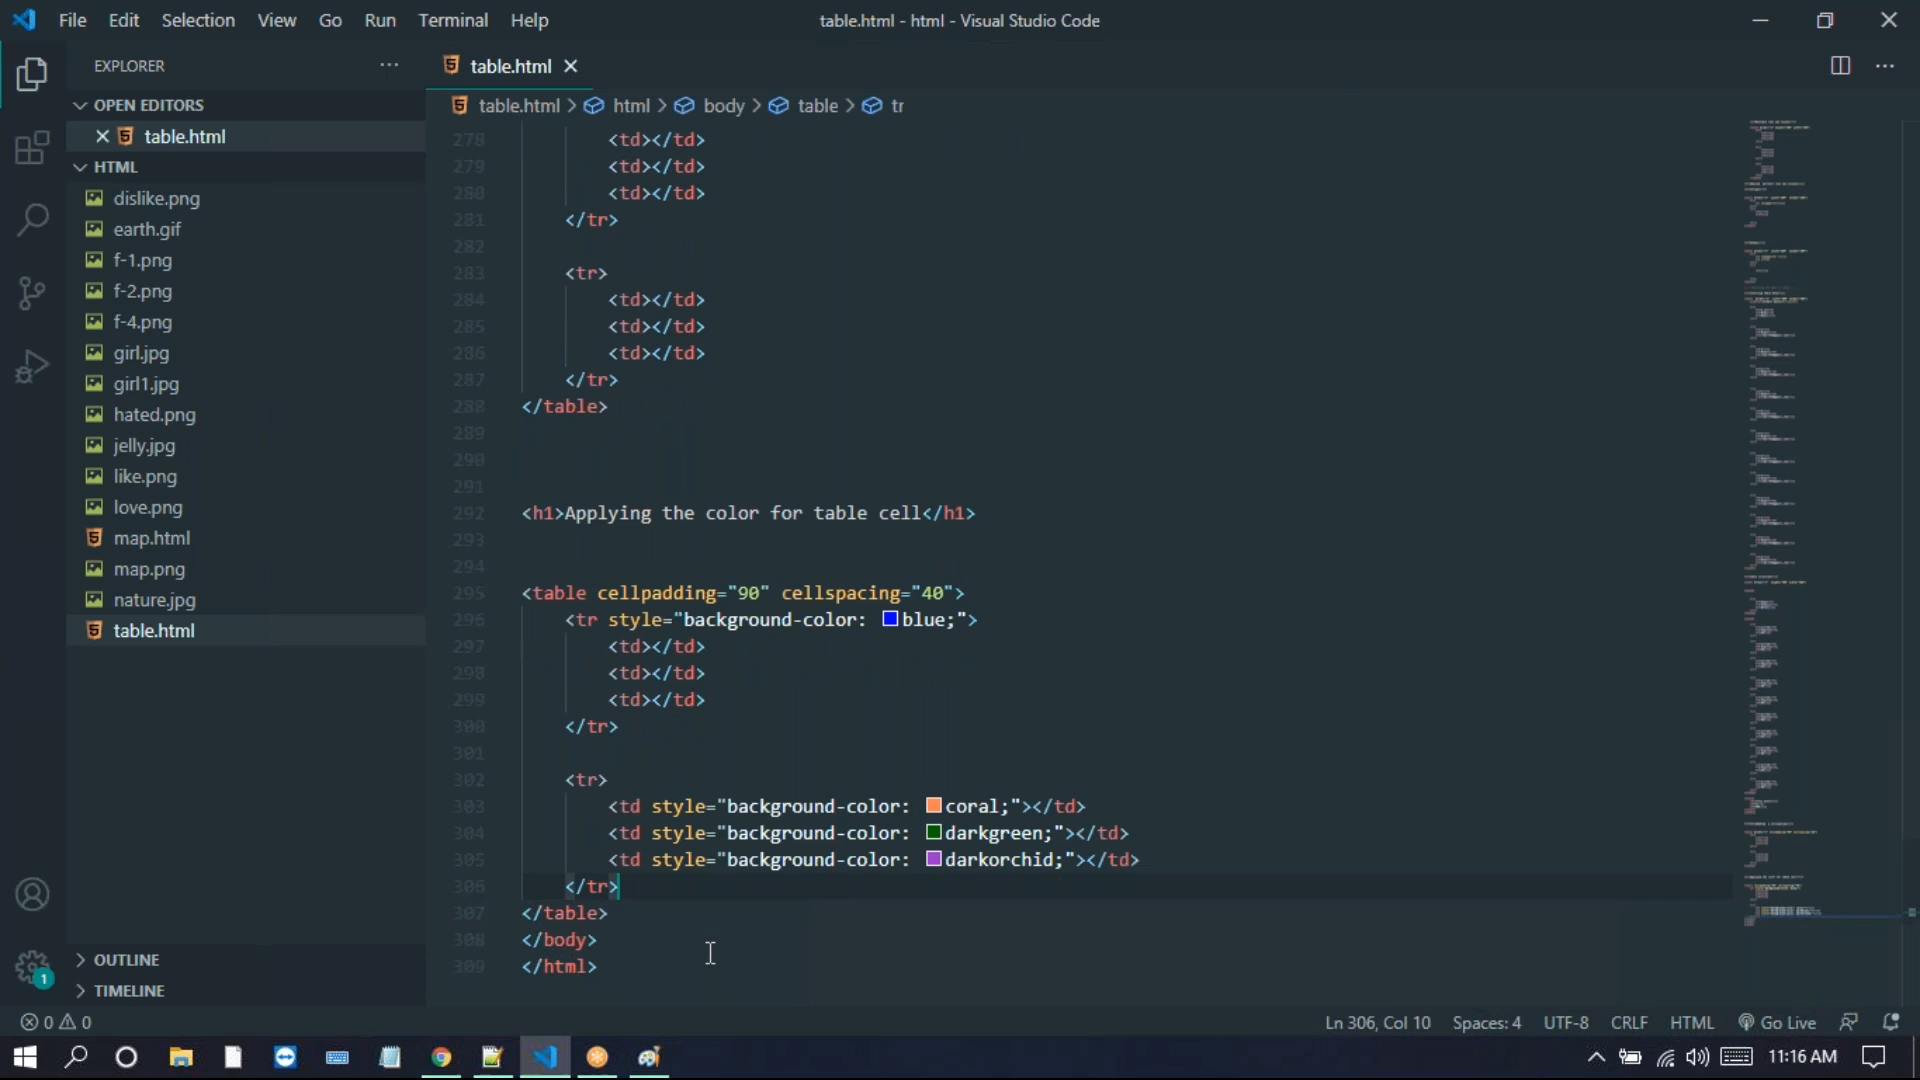 File Edit Selection View Go Run Terminal Help
table.html - html - Visual Studio Code
EXPLORER
OPEN EDITORS
table.html
HTML
dislike.png
earth.gif
f-1.png
f-2.png
f-4.png
girl.jpg
girl1.jpg
hated.png
jelly.jpg
like.png
love.png
map.html
map.png
nature.jpg
table.html
OUTLINE
TIMELINE
table.html
table.html > html > body > table > tr
278 <td></td>
279 <td></td>
280 <td></td>
281 </tr>
282
283 <tr>
284 <td></td>
285 <td></td>
286 <td></td>
287 </tr>
288 </table>
289
290
291
292 <h1>Applying the color for table cell</h1>
293
294
295 <table cellpadding="90" cellspacing="40">
296 <tr style="background-color: blue;">
297 <td></td>
298 <td></td>
299 <td></td>
300 </tr>
301
302 <tr>
303 <td style="background-color: coral;"></td>
304 <td style="background-color: darkgreen;"></td>
305 <td style="background-color: darkorchid;"></td>
306 </tr>
307 </table>
308 </body>
309 </html>
1
0 0
Ln 306, Col 10 Spaces: 4 UTF-8 CRLF HTML Go Live
11:16 AM